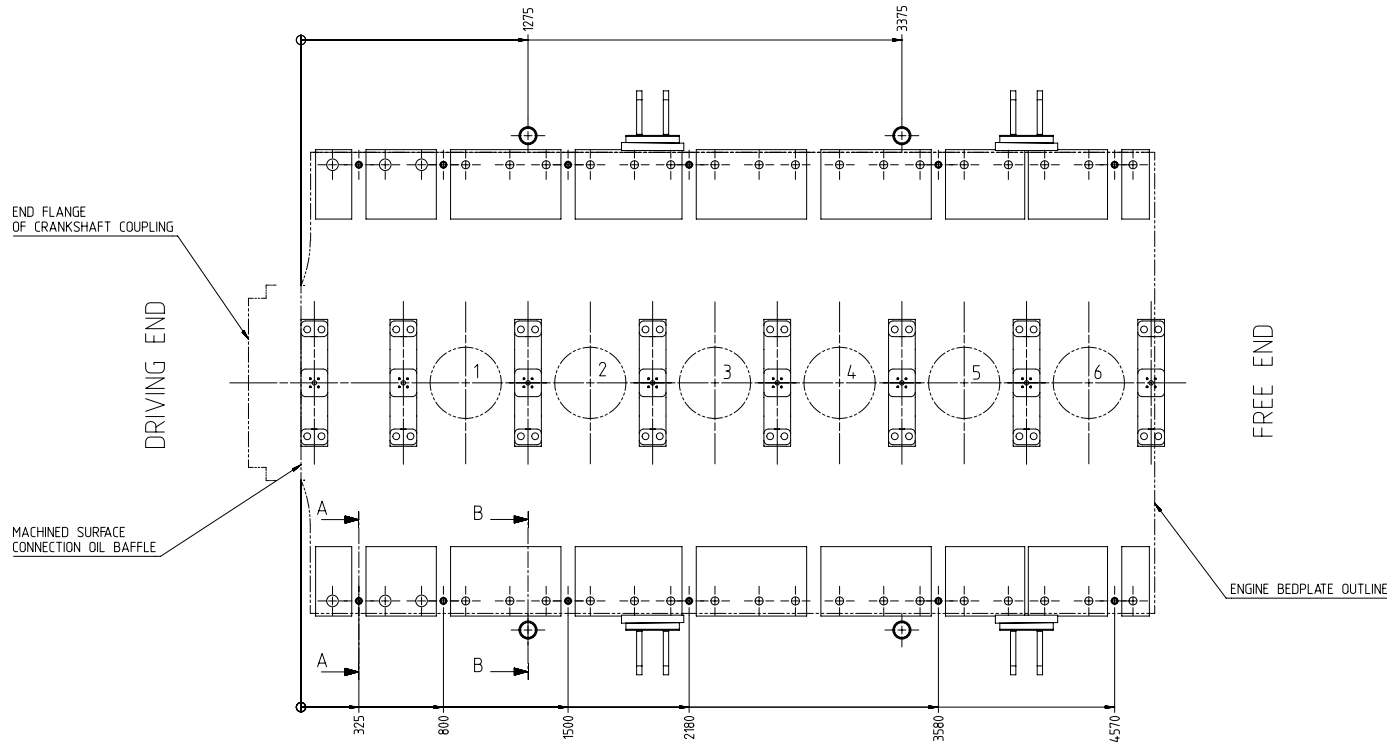 1275
3375
END FLANGE
OF CRANKSHAFT COUPLING
DRIVING END
1
2
3
4
5
6
FREE END
A
B
MACHINED SURFACE
CONNECTION OIL BAFFLE
ENGINE BEDPLATE OUTLINE
A
B
325
800
1500
2180
3580
4570